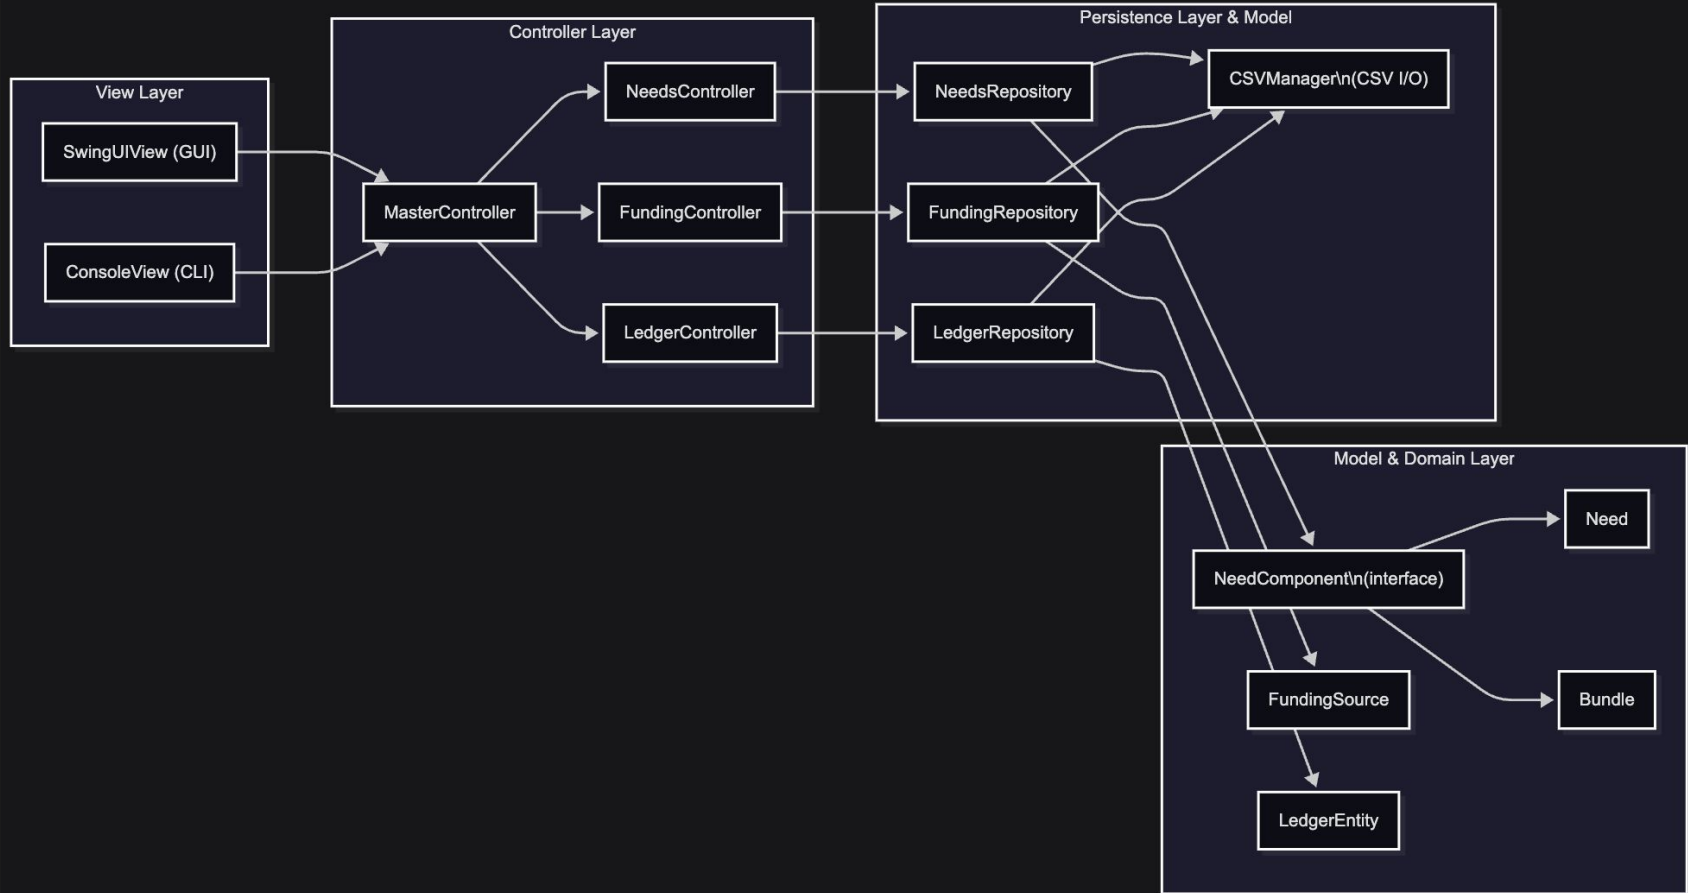 View Layer
SwingUIView (GUI)
ConsoleView (CLI)
Controller Layer
MasterController
NeedsController
FundingController
LedgerController
Persistence Layer & Model
NeedsRepository
FundingRepository
LedgerRepository
CSVManager\n(CSV I/O)
Model & Domain Layer
NeedComponent\n(interface)
Need
FundingSource
Bundle
LedgerEntity